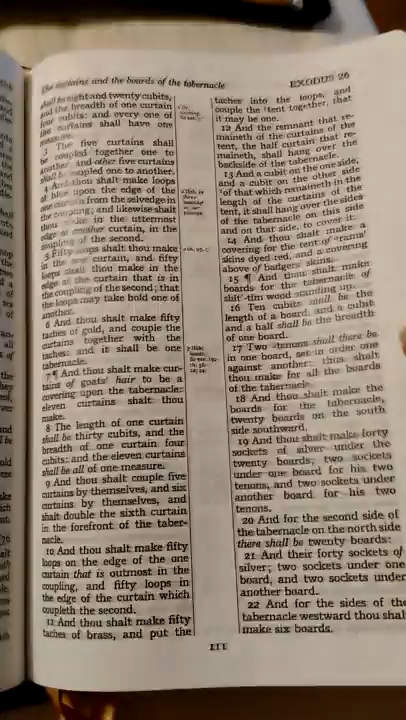 The curtains and the boards of the tabernacle
EXODUS 26
shall be eight and twenty cubits,
and the breadth of one curtain
four cubits: and every one of
the curtains shall have one
measure.
3 The five curtains shall
be coupled together one to
another; and other five curtains
shall be coupled one to another.
4 And thou shalt make loops
of blue upon the edge of the
one curtain from the selvedge in
the coupling; and likewise shalt
thou make in the uttermost
edge of another curtain, in the
coupling of the second.
5 Fifty loops shalt thou make
in the one curtain, and fifty
loops shalt thou make in the
edge of the curtain that is in
the coupling of the second; that
the loops may take hold one of
another.
6 And thou shalt make fifty
taches of gold, and couple the
curtains together with the
taches: and it shall be one
tabernacle.
7 ¶ And thou shalt make cur-
tains of goats' hair to be a
covering upon the tabernacle:
eleven curtains shalt thou
make.
8 The length of one curtain
shall be thirty cubits, and the
breadth of one curtain four
cubits: and the eleven curtains
shall be all of one measure.
9 And thou shalt couple five
curtains by themselves, and six
curtains by themselves, and
shalt double the sixth curtain
in the forefront of the taber-
nacle.
10 And thou shalt make fifty
loops on the edge of the one
curtain that is outmost in the
coupling, and fifty loops in
the edge of the curtain which
coupleth the second.
11 And thou shalt make fifty
taches of brass, and put the
taches into the loops, and
couple the tent together, that
it may be one.
12 And the remnant that re-
maineth of the curtains of the
tent, the half curtain that re-
maineth, shall hang over the
backside of the tabernacle.
13 And a cubit on the one side,
and a cubit on the other side
of that which remaineth in the
length of the curtains of the
tent, it shall hang over the sides
of the tabernacle on this side
and on that side, to cover it.
14 And thou shalt make a
covering for the tent of rams'
skins dyed red, and a covering
above of badgers' skins.
15 ¶ And thou shalt make
boards for the tabernacle of
shit'-tim wood standing up.
16 Ten cubits shall be the
length of a board, and a cubit
and a half shall be the breadth
of one board.
17 Two tenons shall there be
in one board, set in order one
against another: thus shalt
thou make for all the boards
of the tabernacle.
18 And thou shalt make the
boards for the tabernacle,
twenty boards on the south
side southward.
19 And thou shalt make forty
sockets of silver under the
twenty boards; two sockets
under one board for his two
tenons, and two sockets under
another board for his two
tenons.
20 And for the second side of
the tabernacle on the north side
there shall be twenty boards:
21 And their forty sockets of
silver; two sockets under one
board, and two sockets under
another board.
22 And for the sides of the
tabernacle westward thou shalt
make six boards.
111